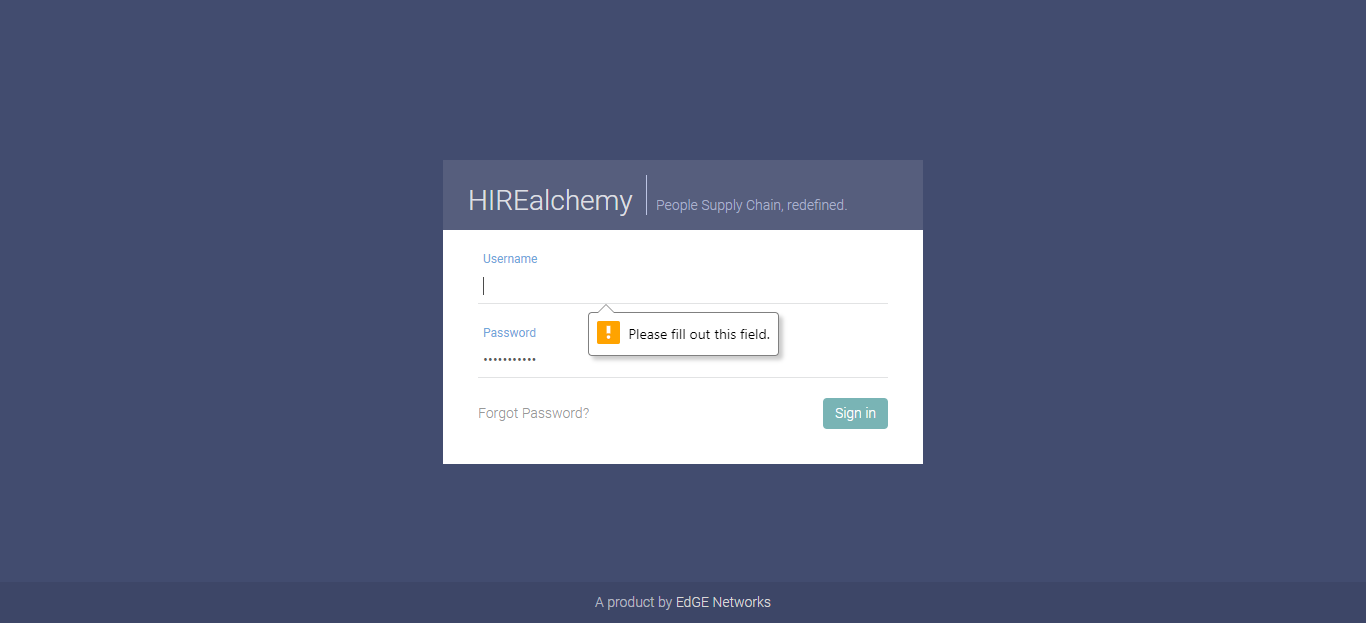 HIREalchemy People Supply Chain, redefined.
Username
Please fill out this field.
Password
•••••••••••
Forgot Password? Sign in
A product by EdGE Networks